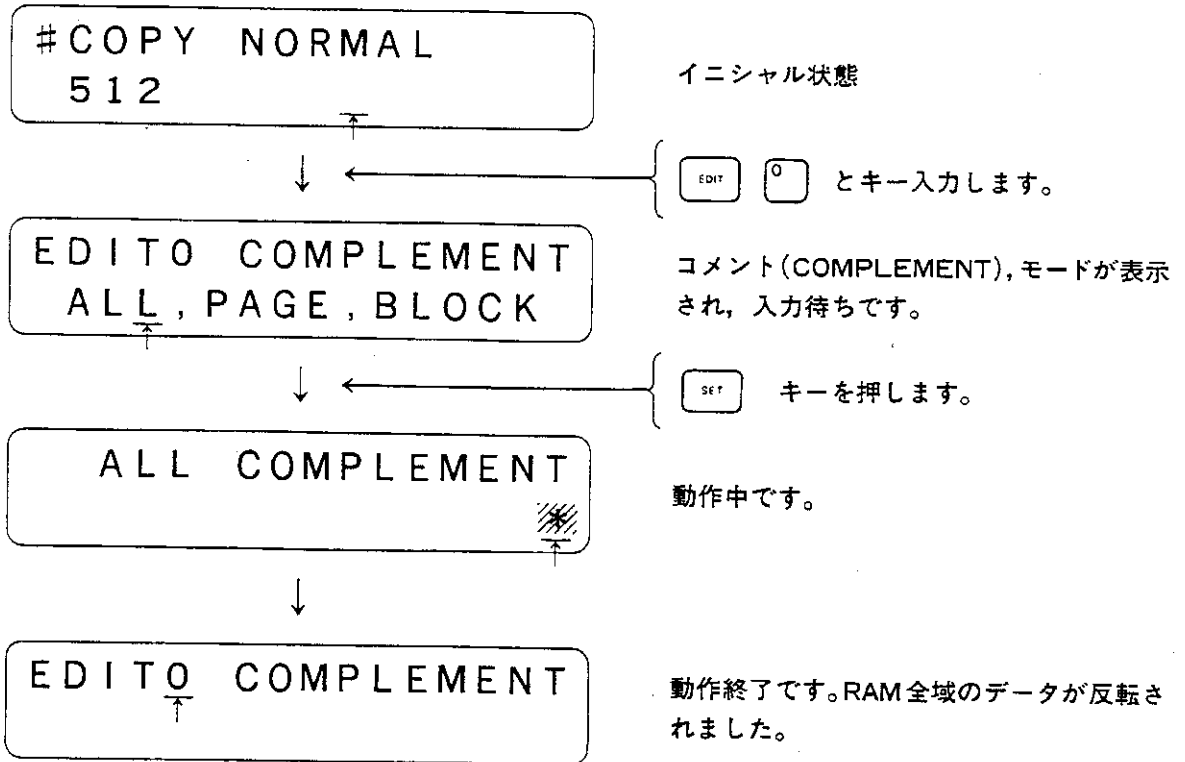 #COPY NORMAL
512
イニシャル状態
EDIT 0 とキー入力します。
EDIT0 COMPLEMENT
ALL,PAGE,BLOCK
コメント(COMPLEMENT),モードが表示
され，入力待ちです。
SET キーを押します。
ALL COMPLEMENT
*
動作中です。
EDIT0 COMPLEMENT
動作終了です。RAM全域のデータが反転さ
れました。